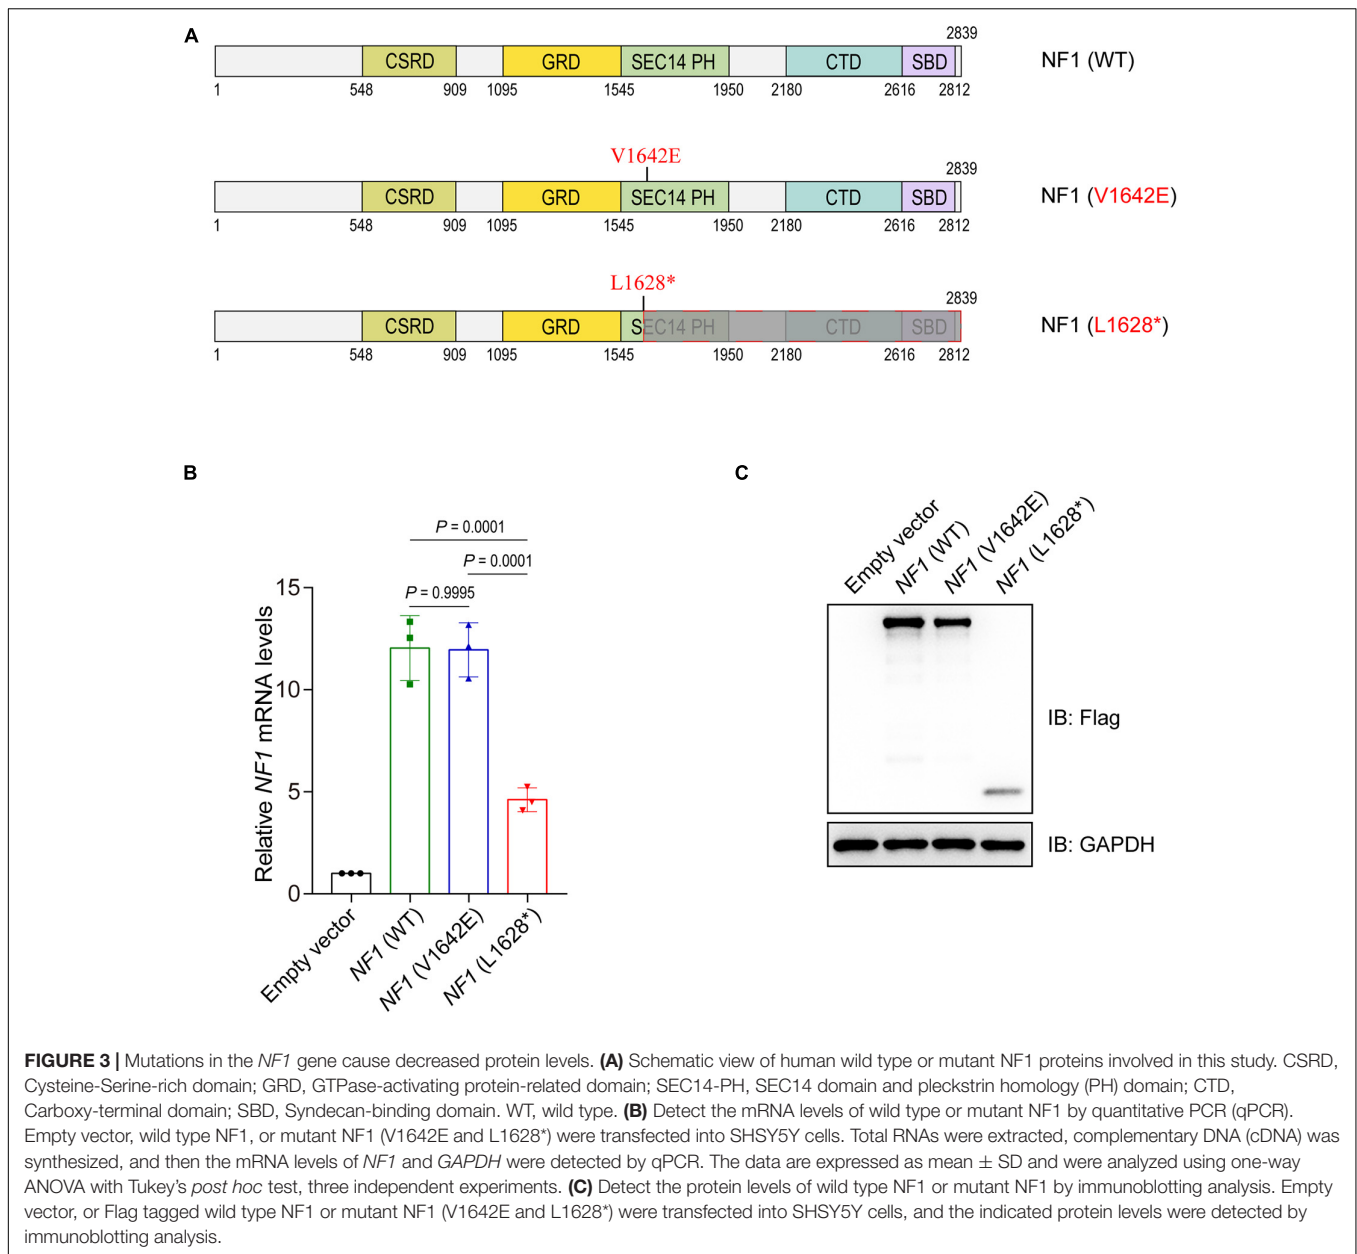 A
2839
CSRD GRD SEC14 PH CTD SBD NF1 (WT)
1 548 909 1095 1545 1950 2180 2616 2812
V1642E
2839
CSRD GRD SEC14 PH CTD SBD NF1 (V1642E)
1 548 909 1095 1545 1950 2180 2616 2812
L1628*
2839
CSRD GRD SEC14 PH CTD SBD NF1 (L1628*)
1 548 909 1095 1545 1950 2180 2616 2812
B
P = 0.0001
P = 0.0001
P = 0.9995
Relative NF1 mRNA levels
15
10
5
0
Empty vector
NF1 (WT)
NF1 (V1642E)
NF1 (L1628*)
C
Empty vector
NF1 (WT)
NF1 (V1642E)
NF1 (L1628*)
IB: Flag
IB: GAPDH
FIGURE 3 | Mutations in the NF1 gene cause decreased protein levels. (A) Schematic view of human wild type or mutant NF1 proteins involved in this study. CSRD,
Cysteine-Serine-rich domain; GRD, GTPase-activating protein-related domain; SEC14-PH, SEC14 domain and pleckstrin homology (PH) domain; CTD,
Carboxy-terminal domain; SBD, Syndecan-binding domain. WT, wild type. (B) Detect the mRNA levels of wild type or mutant NF1 by quantitative PCR (qPCR).
Empty vector, wild type NF1, or mutant NF1 (V1642E and L1628*) were transfected into SHSY5Y cells. Total RNAs were extracted, complementary DNA (cDNA) was
synthesized, and then the mRNA levels of NF1 and GAPDH were detected by qPCR. The data are expressed as mean ± SD and were analyzed using one-way
ANOVA with Tukey's post hoc test, three independent experiments. (C) Detect the protein levels of wild type NF1 or mutant NF1 by immunoblotting analysis. Empty
vector, or Flag tagged wild type NF1 or mutant NF1 (V1642E and L1628*) were transfected into SHSY5Y cells, and the indicated protein levels were detected by
immunoblotting analysis.